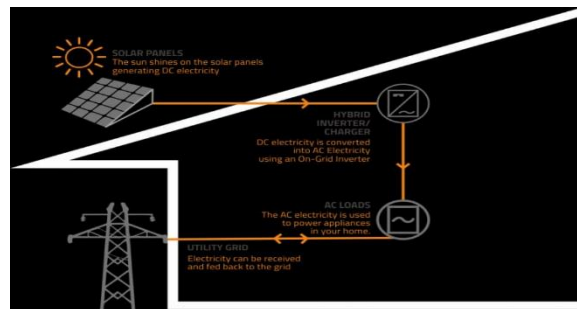 SOLAR PANELS
The sun shines on the solar panels
generating DC electricity
HYBRID
INVERTER/
CHARGER
DC electricity is converted
into AC Electricity
using an On-Grid Inverter
AC LOADS
The AC electricity is used
to power appliances
in your home.
UTILITY GRID
Electricity can be received
and fed back to the grid